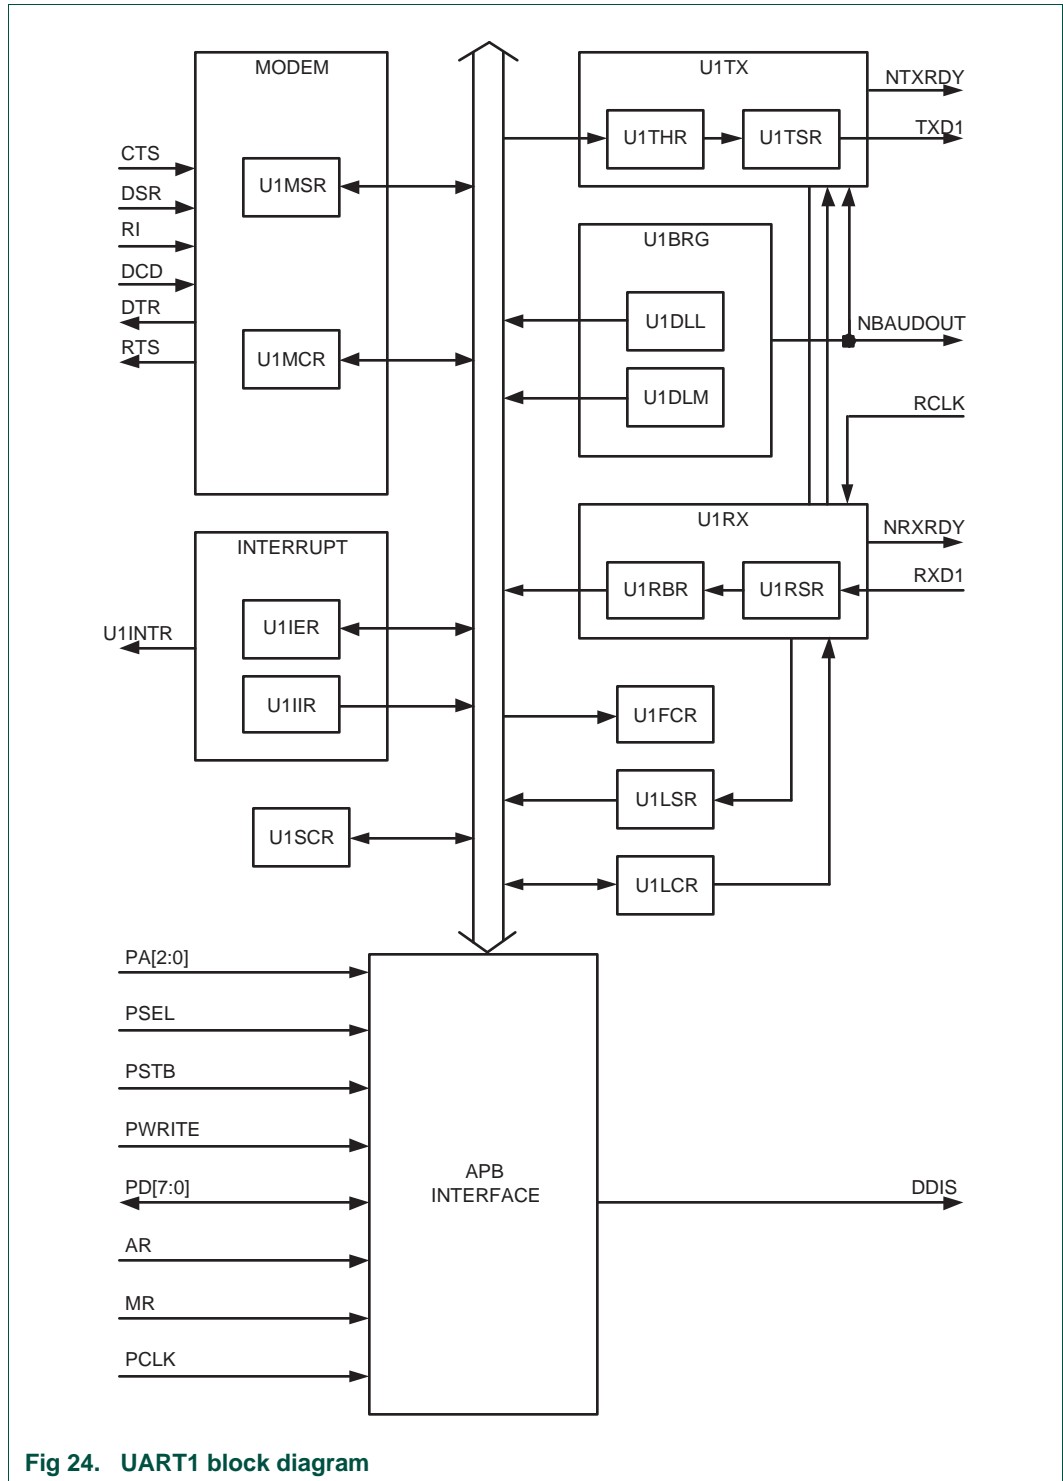 MODEM
CTS
DSR
RI
DCD
DTR
RTS
U1MSR
U1MCR
U1TX
U1THR
U1TSR
NTXRDY
TXD1
U1BRG
U1DLL
U1DLM
NBAUDOUT
RCLK
INTERRUPT
U1INTR
U1IER
U1IIR
U1RX
U1RBR
U1RSR
NRXRDY
RXD1
U1FCR
U1LSR
U1LCR
U1SCR
PA[2:0]
PSEL
PSTB
PWRITE
PD[7:0]
AR
MR
PCLK
APB
INTERFACE
DDIS
Fig 24. UART1 block diagram